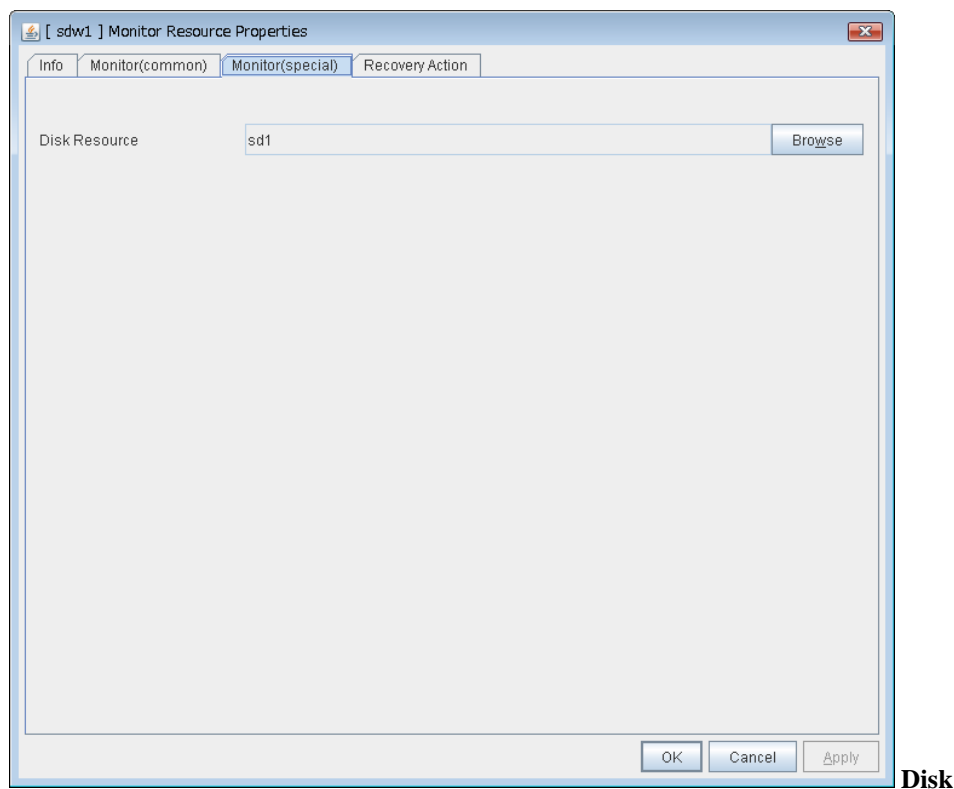 [ sdw1 ] Monitor Resource Properties
Info Monitor(common) Monitor(special) Recovery Action
Disk Resource sd1 Browse
OK Cancel Apply
Disk